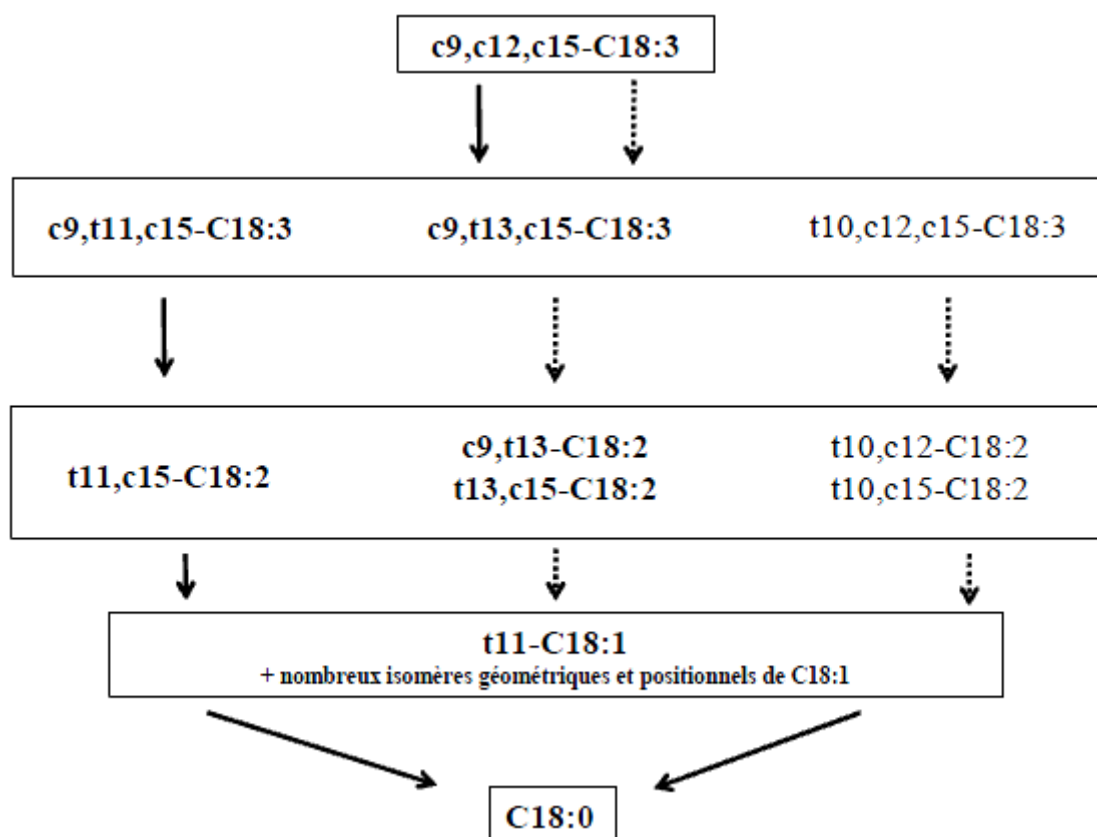 c9,c12,c15-C18:3
c9,t11,c15-C18:3 c9,t13,c15-C18:3 t10,c12,c15-C18:3
t11,c15-C18:2
c9,t13-C18:2
t13,c15-C18:2
t10,c12-C18:2
t10,c15-C18:2
t11-C18:1
+ nombreux isomères géométriques et positionnels de C18:1
C18:0